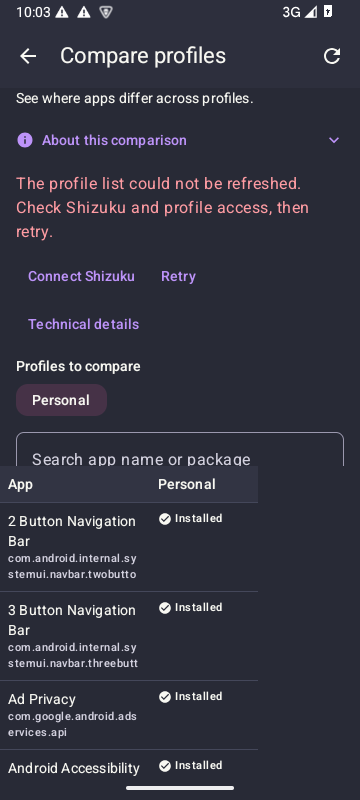 10:03
3G
Compare profiles
See where apps differ across profiles.
About this comparison
The profile list could not be refreshed.
Check Shizuku and profile access, then
retry.
Connect Shizuku Retry
Technical details
Profiles to compare
Personal
Search app name or package
App Personal
2 Button Navigation
Bar
com.android.internal.sy
stemui.navbar.twobutto
Installed
3 Button Navigation
Bar
com.android.internal.sy
stemui.navbar.threebutt
Installed
Ad Privacy
com.google.android.ads
ervices.api
Installed
Android Accessibility
Installed